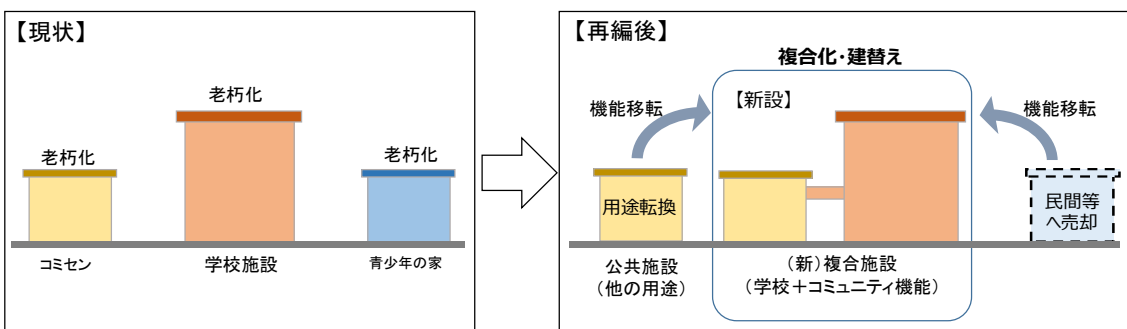 【現状】
老朽化
老朽化
老朽化
コミセン
学校施設
青少年の家
【再編後】
複合化・建替え
【新設】
機能移転
機能移転
用途転換
民間等
へ売却
公共施設
（他の用途）
（新）複合施設
（学校＋コミュニティ機能）